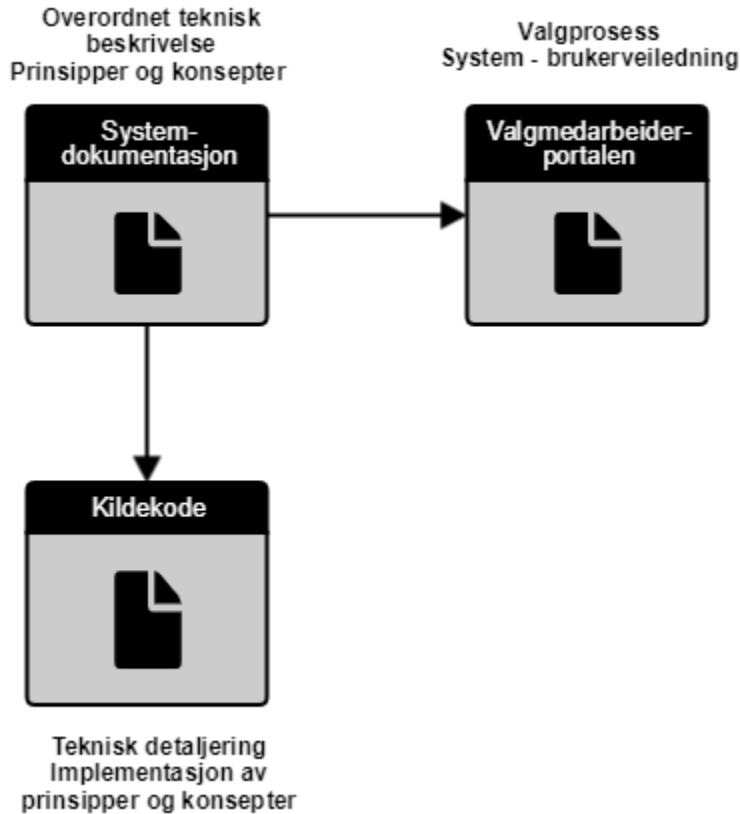 Overordnet teknisk
beskrivelse
Prinsipper og konsepter
System-
dokumentasjon
Valgprosess
System - brukerveiledning
Valgmedarbeider-
portalen
Kildekode
Teknisk detaljering
Implementasjon av
prinsipper og konsepter